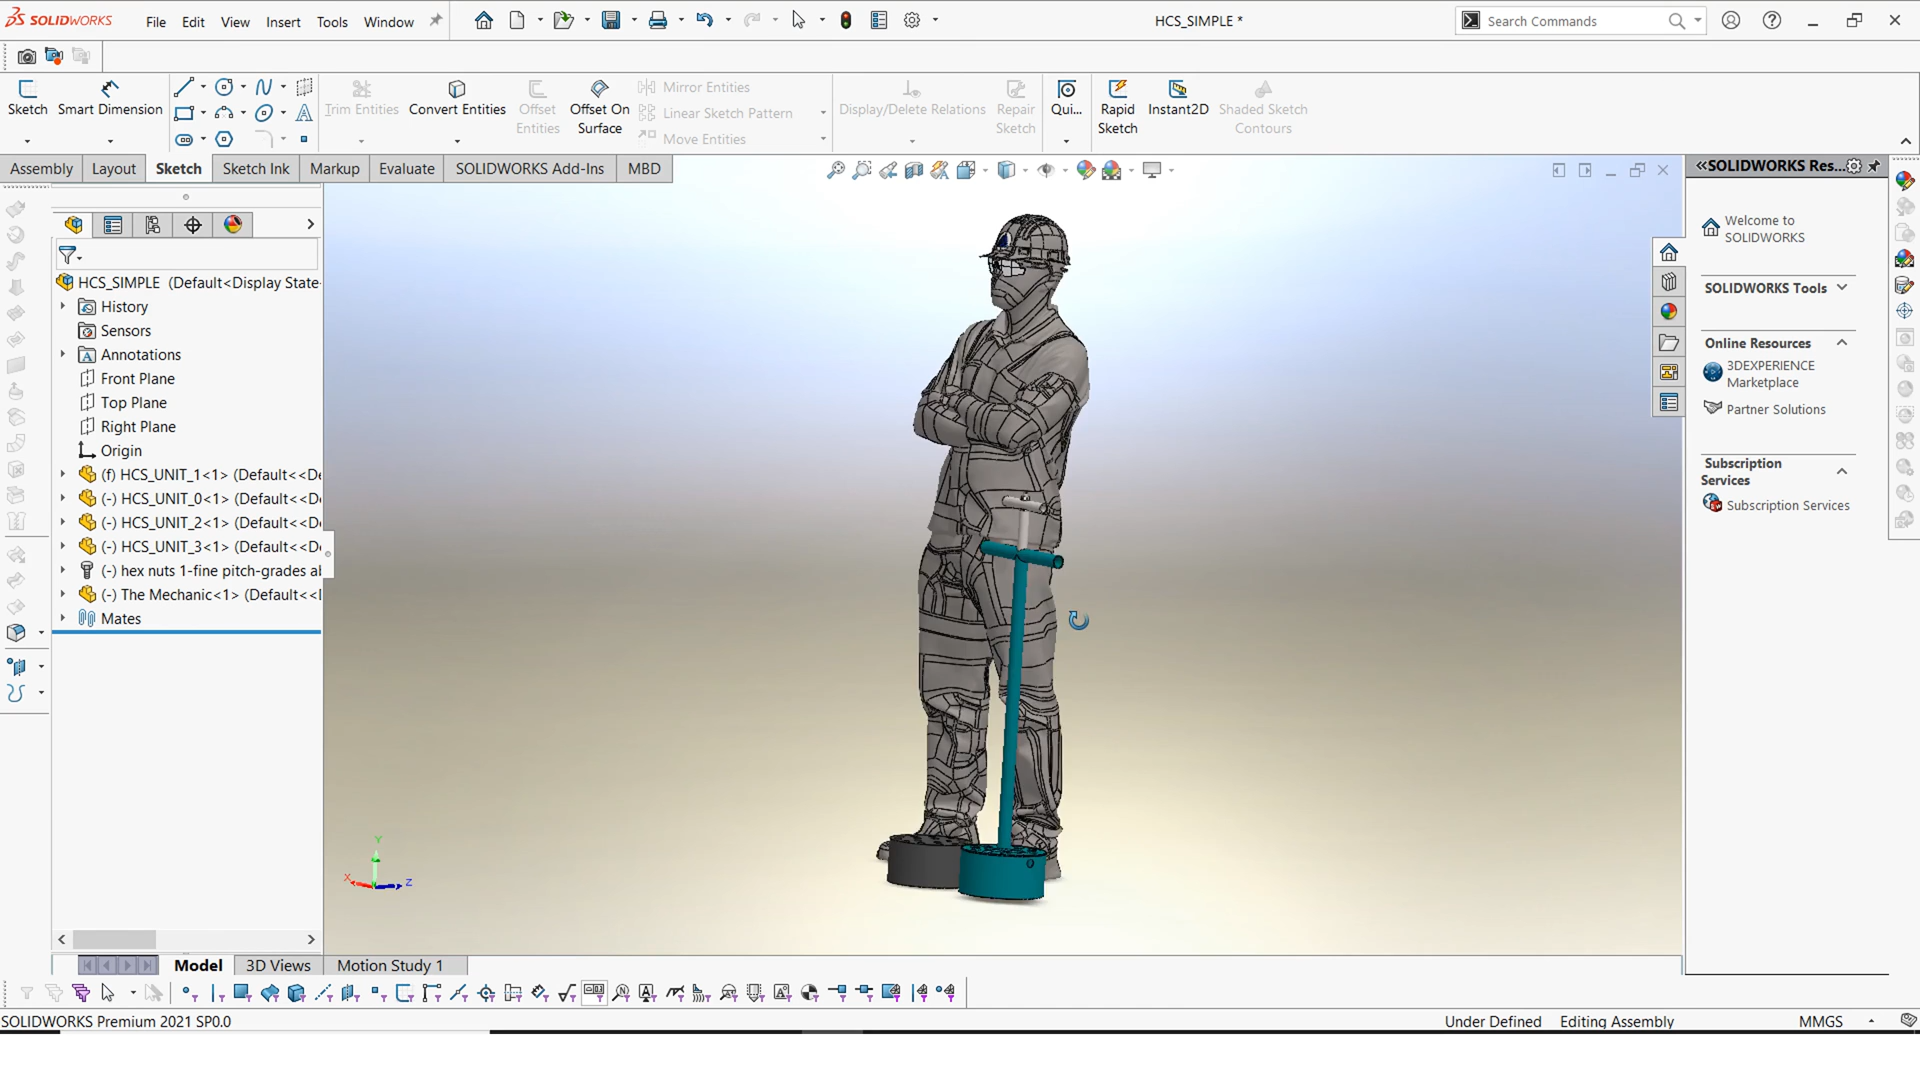 SOLIDWORKS File Edit View Insert Tools Window HCS_SIMPLE * Search Commands
Sketch Smart Dimension Trim Entities Convert Entities Offset Entities Offset On Surface Mirror Entities
Linear Sketch Pattern
Move Entities
Display/Delete Relations Repair Sketch Qui... Rapid Sketch Instant2D Shaded Sketch Contours
Assembly Layout Sketch Sketch Ink Markup Evaluate SOLIDWORKS Add-Ins MBD
HCS_SIMPLE (Default<Display State
History
Sensors
Annotations
Front Plane
Top Plane
Right Plane
Origin
(f) HCS_UNIT_1<1> (Default<<De
(-) HCS_UNIT_0<1> (Default<<De
(-) HCS_UNIT_2<1> (Default<<De
(-) HCS_UNIT_3<1> (Default<<De
(-) hex nuts 1-fine pitch-grades
(-) The Mechanic<1> (Default<<
Mates
Y
X
Z
SOLIDWORKS Res...
Welcome to
SOLIDWORKS
SOLIDWORKS Tools
Online Resources
3DEXPERIENCE
Marketplace
Partner Solutions
Subscription
Services
Subscription Services
Model 3D Views Motion Study 1
SOLIDWORKS Premium 2021 SP0.0 Under Defined Editing Assembly MMGS